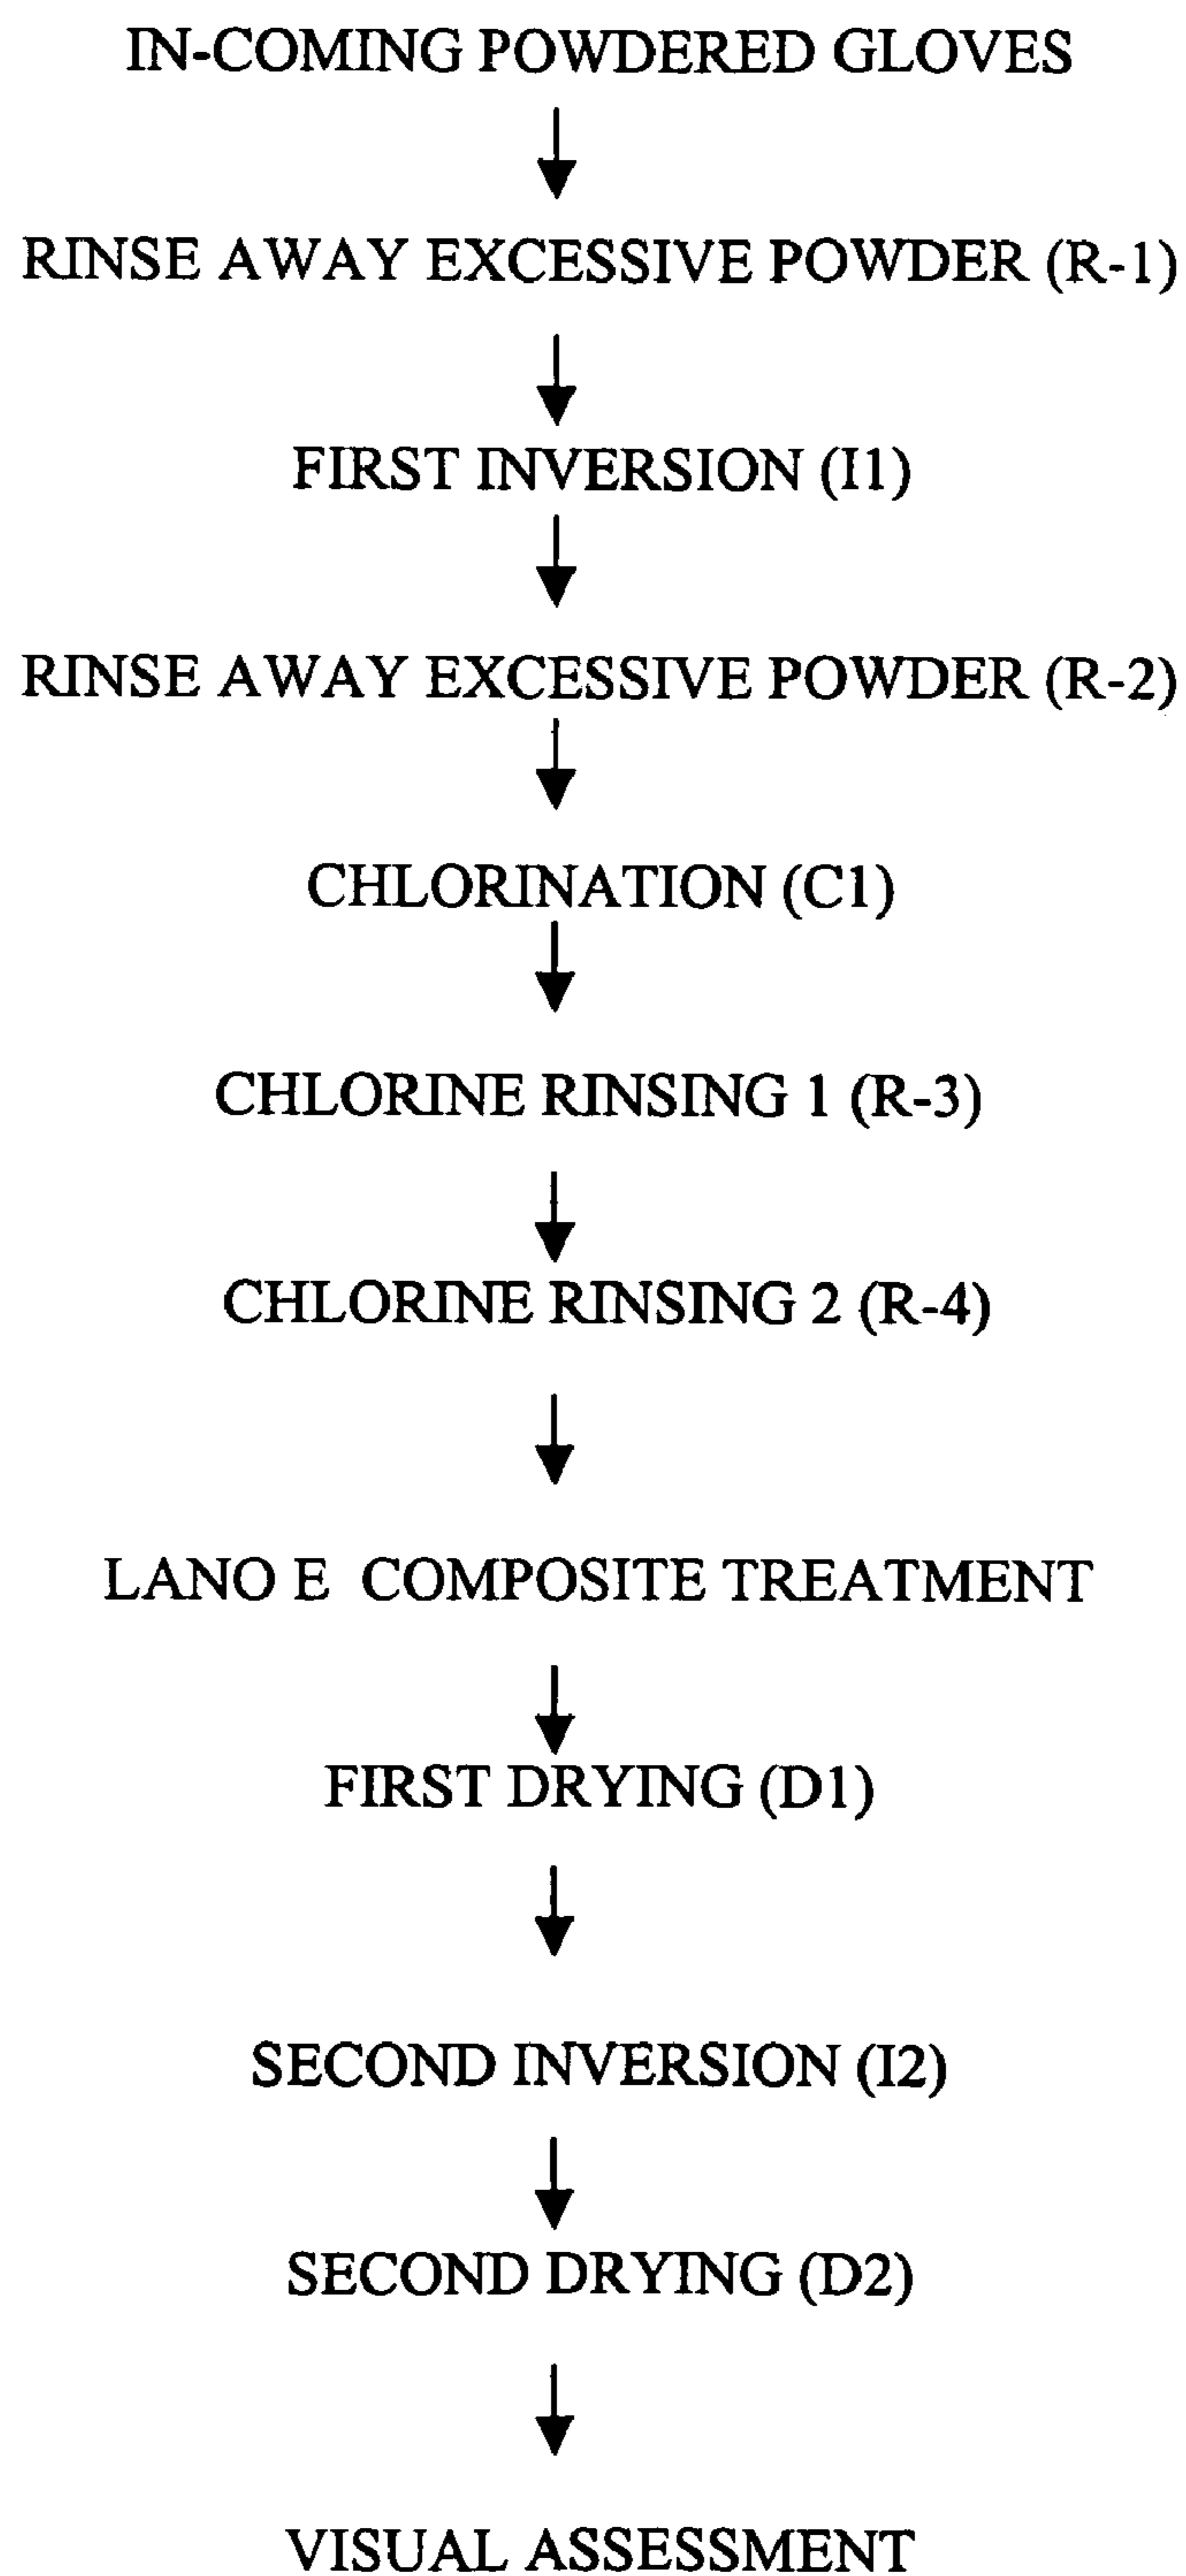 IN-COMING POWDERED GLOVES
RINSE AWAY EXCESSIVE POWDER (R-1)
FIRST INVERSION (I1)
RINSE AWAY EXCESSIVE POWDER (R-2)
CHLORINATION (C1)
CHLORINE RINSING 1 (R-3)
CHLORINE RINSING 2 (R-4)
LANO E COMPOSITE TREATMENT
FIRST DRYING (D1)
SECOND INVERSION (I2)
SECOND DRYING (D2)
VISUAL ASSESSMENT